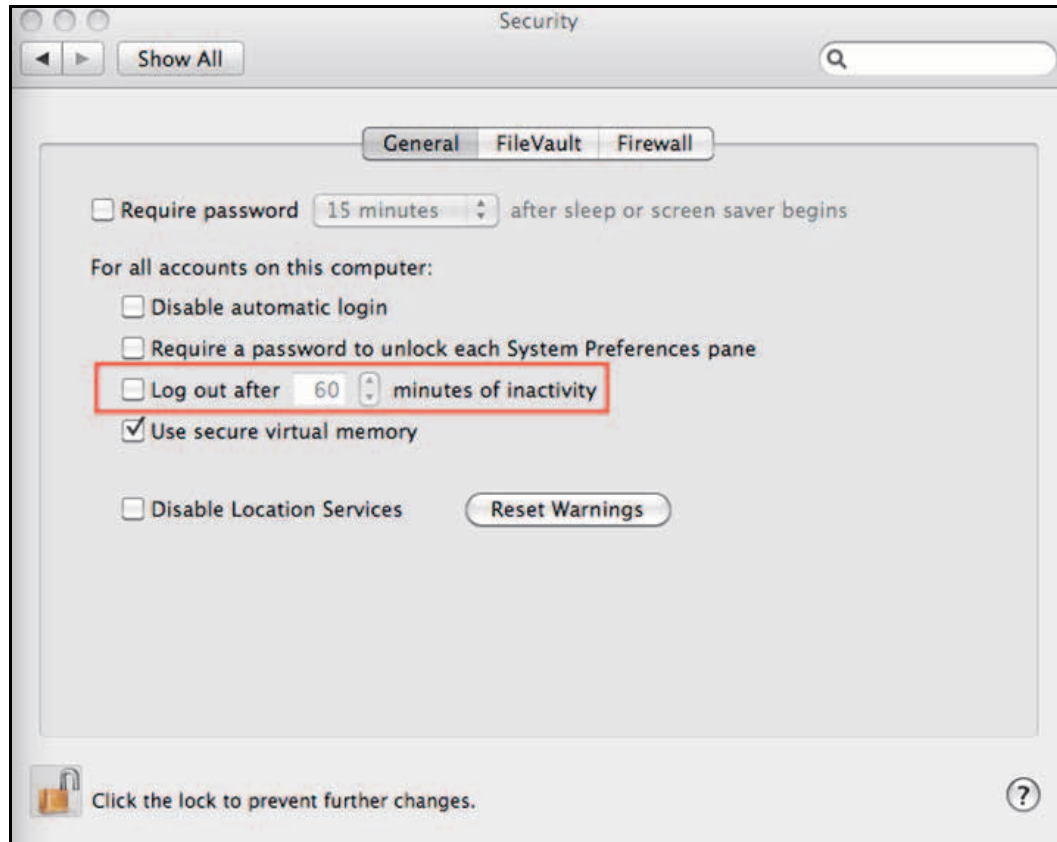 Security
Show All
General FileVault Firewall
Require password 15 minutes after sleep or screen saver begins
For all accounts on this computer:
Disable automatic login
Require a password to unlock each System Preferences pane
Log out after 60 minutes of inactivity
Use secure virtual memory
Disable Location Services Reset Warnings
Click the lock to prevent further changes. ?